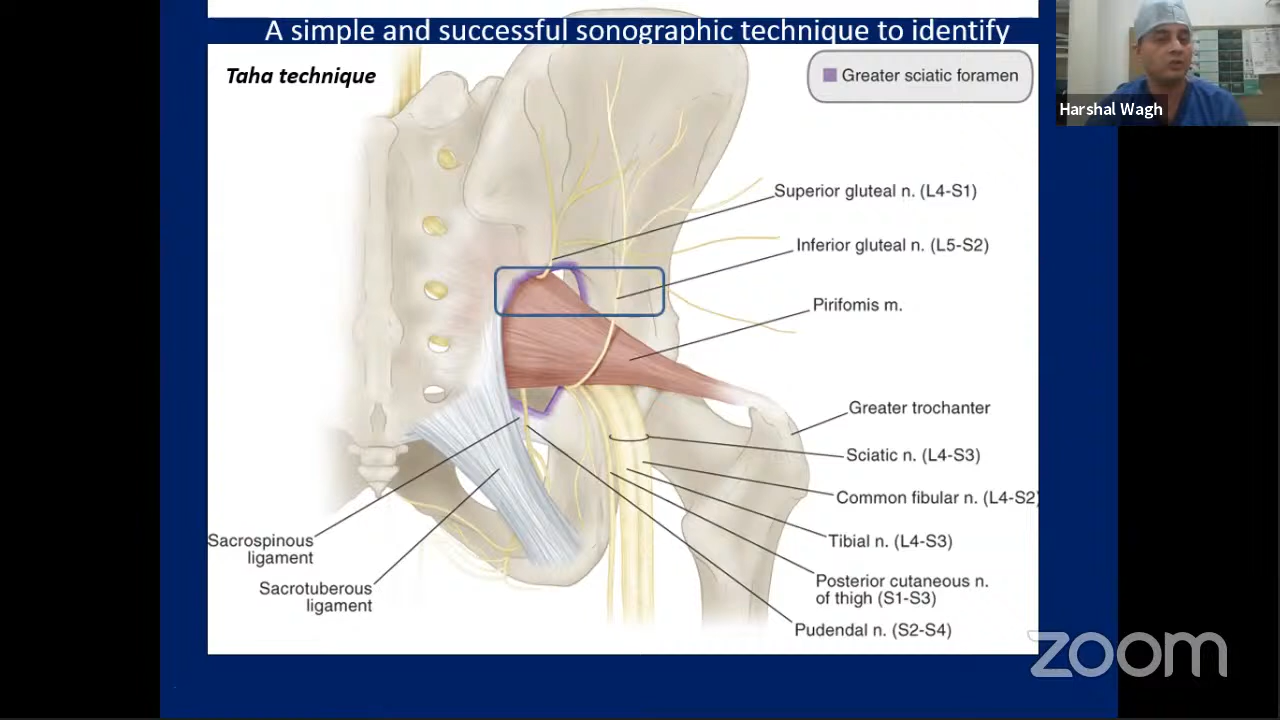 A simple and successful sonographic technique to identify
Taha technique
Greater sciatic foramen
Harshal Wagh
Superior gluteal n. (L4-S1)
Inferior gluteal n. (L5-S2)
Pirifomis m.
Greater trochanter
Sciatic n. (L4-S3)
Common fibular n. (L4-S2)
Tibial n. (L4-S3)
Posterior cutaneous n.
of thigh (S1-S3)
Pudendal n. (S2-S4)
Sacrospinous
ligament
Sacrotuberous
ligament
zoom